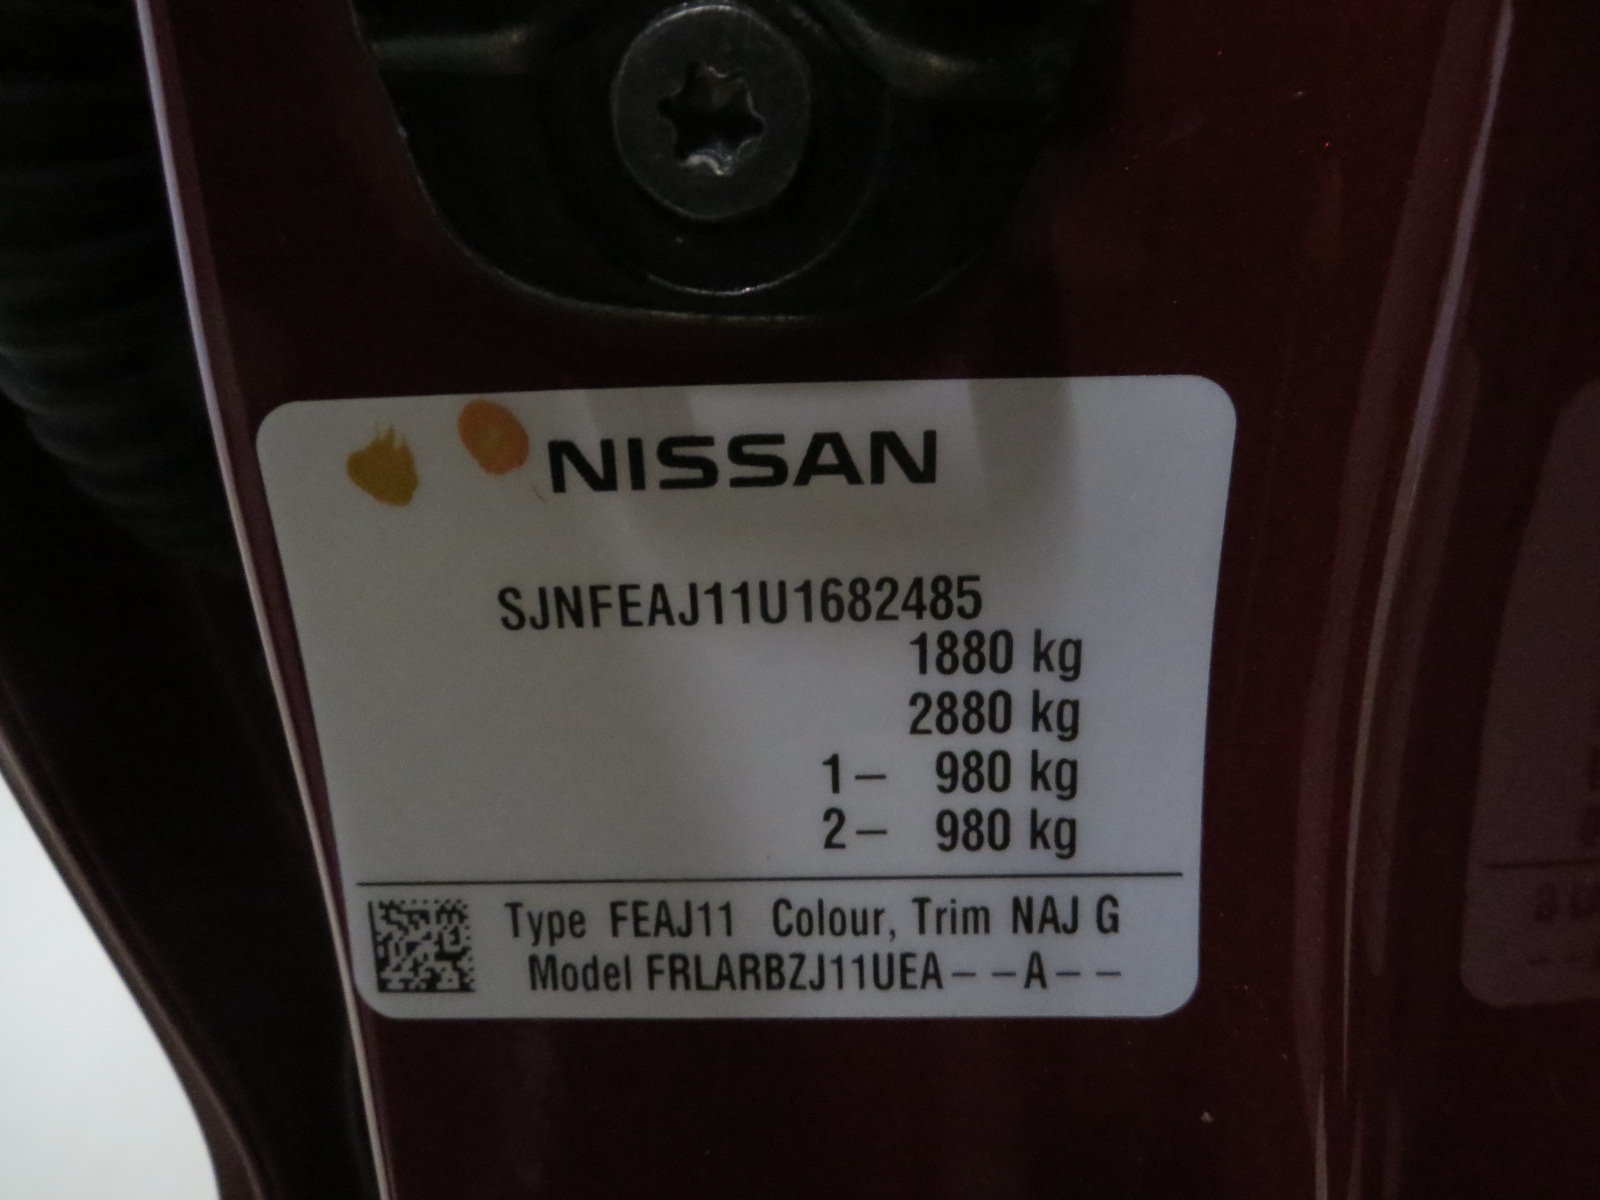 NISSAN
SJNFEAJ11U1682485
1880 kg
2880 kg
1– 980 kg
2– 980 kg
Type FEAJ11 Colour, Trim NAJ G
Model FRLARBZJ11UEA– –A– –